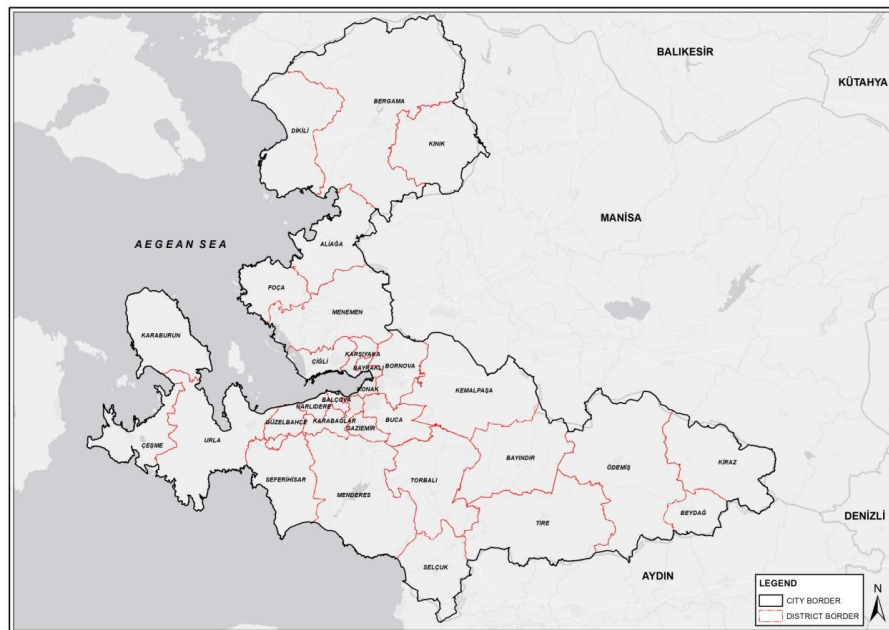 BALIKESİR
KÜTAHYA
BERGAMA
DİKİLİ
KINIK
MANİSA
AEGEAN SEA
ALİAĞA
FOÇA
MENEMEN
KARABURUN
ÇİĞLİ
KARŞIYAKA
BAYRAKLI
BORNOVA
KEMALPAŞA
KONAK
BALÇOVA
NARLIDERE
GÜZELBAHÇE
KARABAĞLAR
GAZİEMİR
BUCA
ÇEŞME
URLA
BAYINDIR
ÖDEMİŞ
KİRAZ
SEFERİHİSAR
MENDERES
TORBALI
BEYDAĞ
DENİZLİ
TİRE
SELÇUK
AYDIN
LEGEND
CITY BORDER
DISTRICT BORDER
N